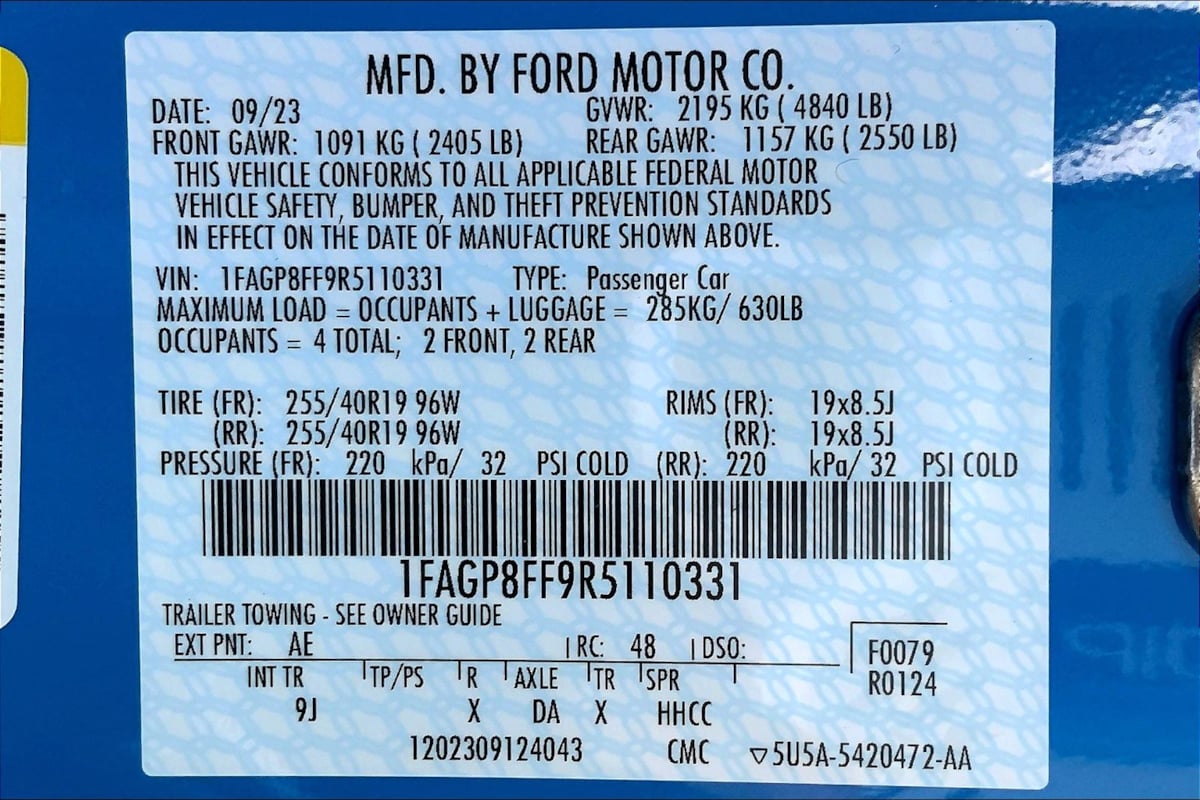 MFD. BY FORD MOTOR CO.
DATE: 09/23 GVWR: 2195 KG ( 4840 LB)
FRONT GAWR: 1091 KG ( 2405 LB) REAR GAWR: 1157 KG ( 2550 LB)
THIS VEHICLE CONFORMS TO ALL APPLICABLE FEDERAL MOTOR
VEHICLE SAFETY, BUMPER, AND THEFT PREVENTION STANDARDS
IN EFFECT ON THE DATE OF MANUFACTURE SHOWN ABOVE.
VIN: 1FAGP8FF9R5110331 TYPE: Passenger Car
MAXIMUM LOAD = OCCUPANTS + LUGGAGE = 285KG/ 630LB
OCCUPANTS = 4 TOTAL; 2 FRONT, 2 REAR
TIRE (FR): 255/40R19 96W RIMS (FR): 19x8.5J
(RR): 255/40R19 96W (RR): 19x8.5J
PRESSURE (FR): 220 kPa/ 32 PSI COLD (RR): 220 kPa/ 32 PSI COLD
1FAGP8FF9R5110331
TRAILER TOWING - SEE OWNER GUIDE
EXT PNT: AE RC: 48 DSO: F0079
INT TR TP/PS R AXLE TR SPR R0124
9J X DA X HHCC
1202309124043 CMC ▽5U5A-5420472-AA